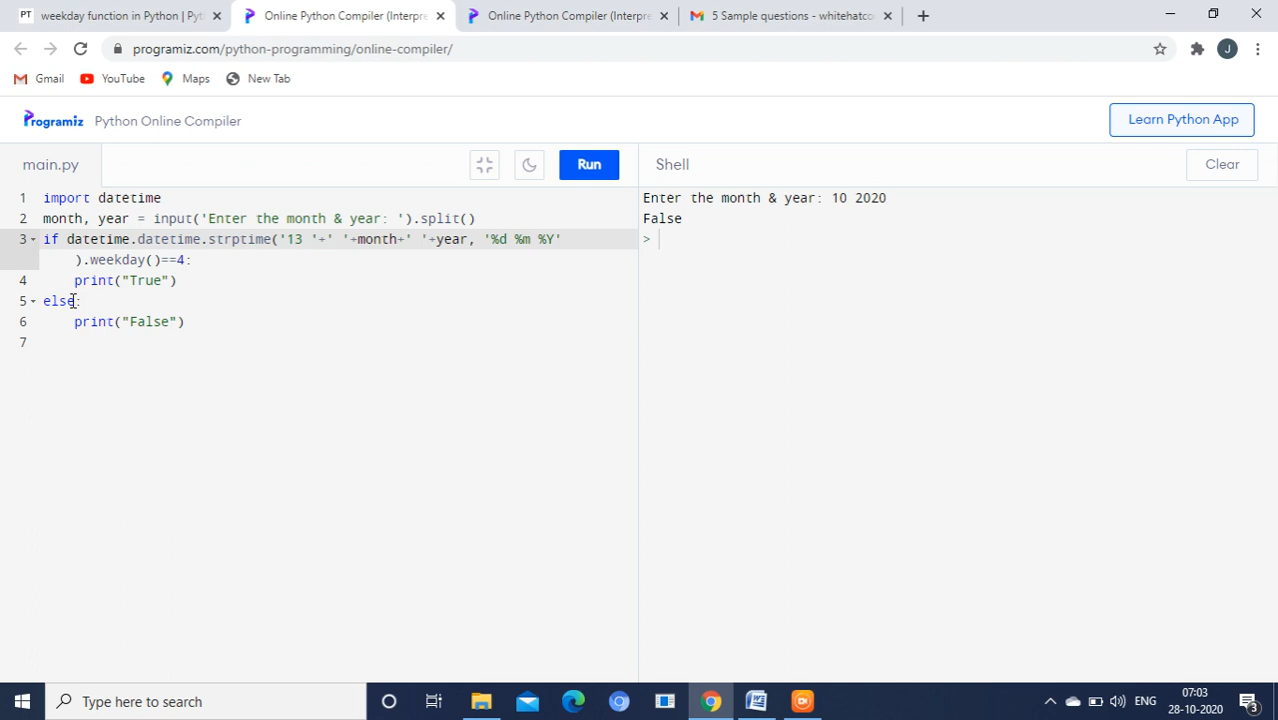 weekday function in Python | Pyt
Online Python Compiler (Interpre
Online Python Compiler (Interpre
5 Sample questions - whitehatco
programiz.com/python-programming/online-compiler/
J
Gmail
YouTube
Maps
New Tab
Programiz
Python Online Compiler
Learn Python App
main.py
Run
Shell
Clear
1 import datetime
2 month, year = input('Enter the month & year: ').split()
3 if datetime.datetime.strptime('13 '+' '+month+' '+year, '%d %m %Y'
).weekday()==4:
4 print("True")
5 else:
6 print("False")
7
Enter the month & year: 10 2020
False
>
Type here to search
ENG
07:03
28-10-2020
3